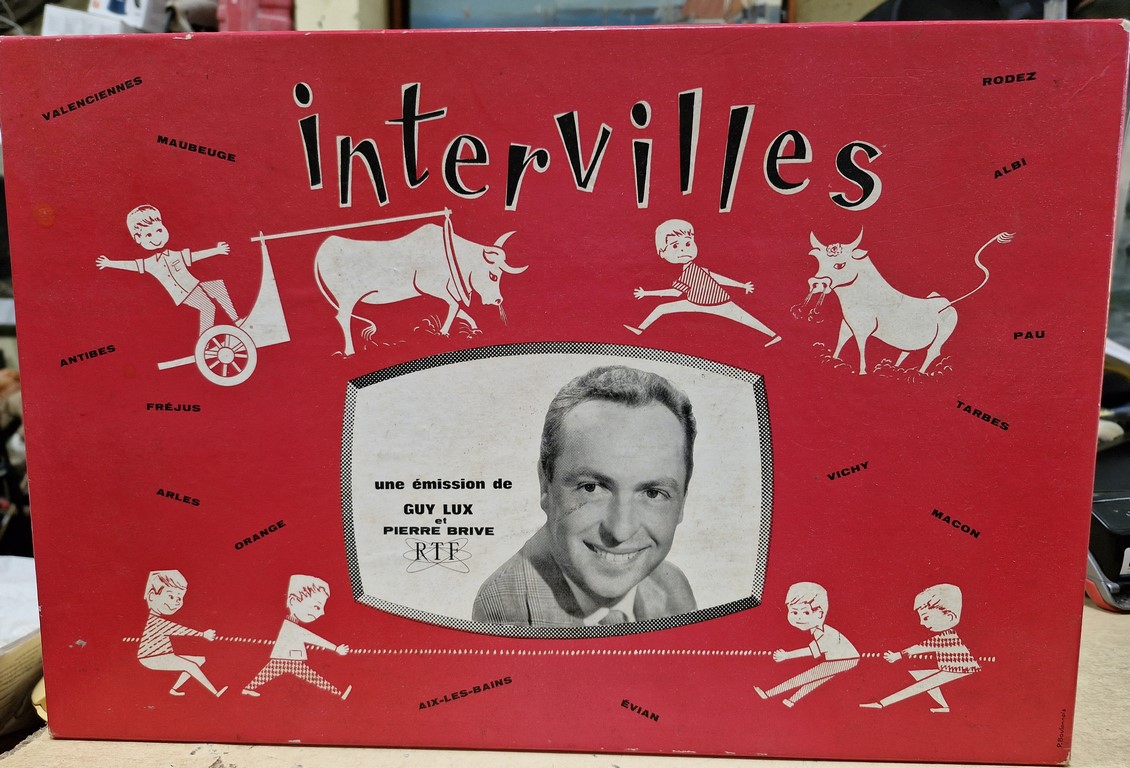 VALENCIENNES
MAUBEUGE
intervilles
RODEZ
ALBI
ANTIBES
FRÉJUS
ARLES
ORANGE
PAU
TARBES
VICHY
MACON
une émission de
GUY LUX
et
PIERRE BRIVE
RTF
AIX-LES-BAINS
ÉVIAN